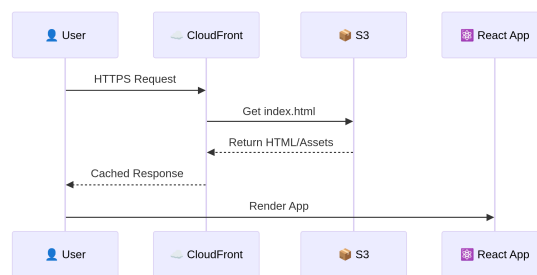 👤 User
☁️ CloudFront
📦 S3
⚛️ React App
HTTPS Request
Get index.html
Return HTML/Assets
Cached Response
Render App
👤 User
☁️ CloudFront
📦 S3
⚛️ React App